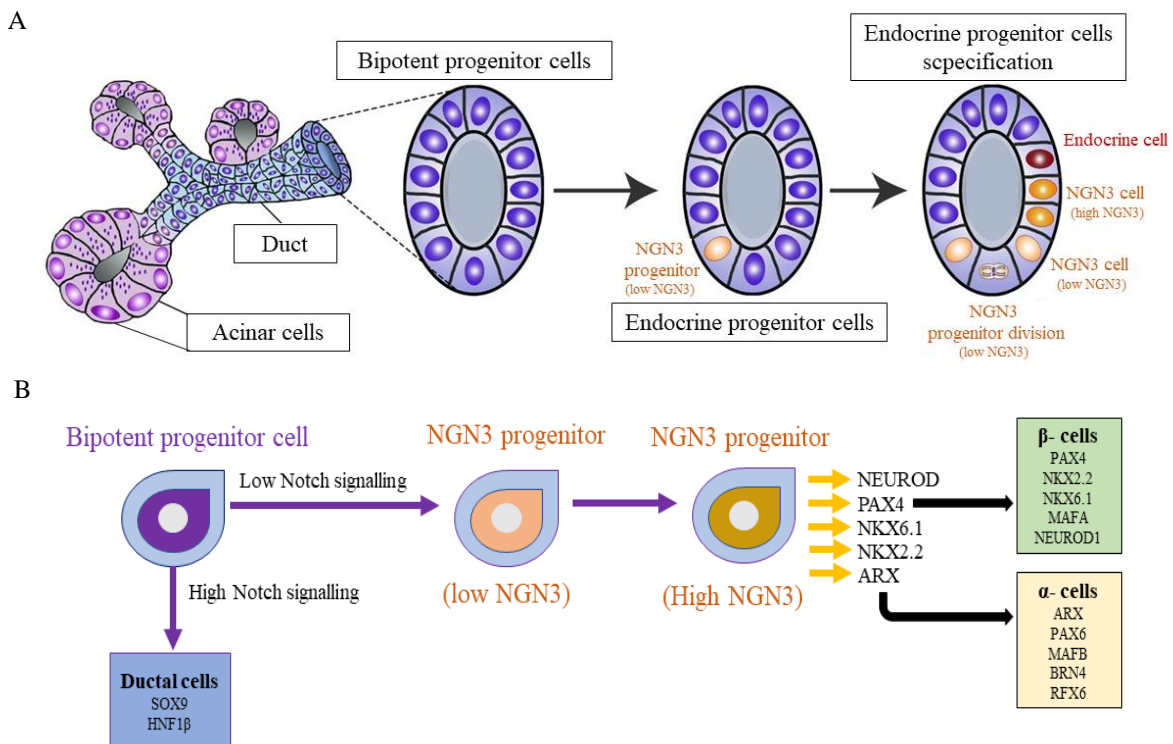 A
Bipotent progenitor cells
Endocrine progenitor cells
scpecification
Duct
Acinar cells
NGN3
progenitor
(low NGN3)
Endocrine progenitor cells
Endocrine cell
NGN3 cell
(high NGN3)
NGN3 cell
(low NGN3)
NGN3
progenitor division
(low NGN3)
B
Bipotent progenitor cell
Low Notch signalling
High Notch signalling
Ductal cells
SOX9
HNF1β
NGN3 progenitor
(low NGN3)
NGN3 progenitor
(High NGN3)
NEUROD
PAX4
NKX6.1
NKX2.2
ARX
β- cells
PAX4
NKX2.2
NKX6.1
MAFA
NEUROD1
α- cells
ARX
PAX6
MAFB
BRN4
RFX6